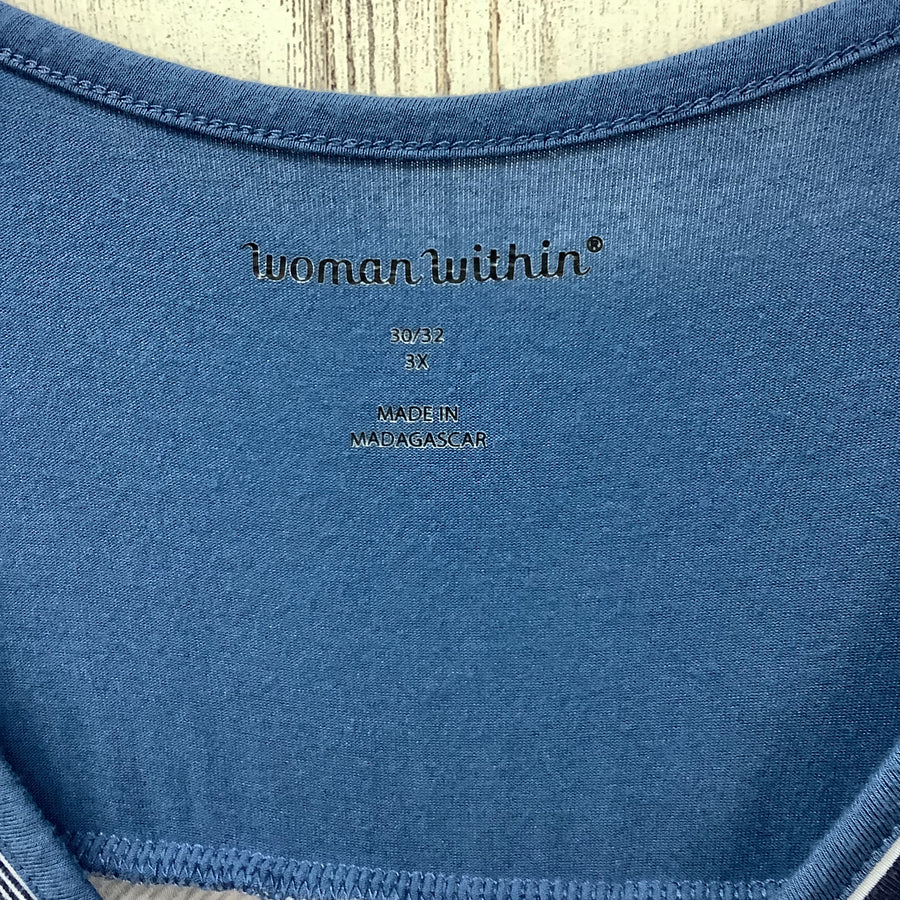 woman within®
30/32
3X
MADE IN
MADAGASCAR